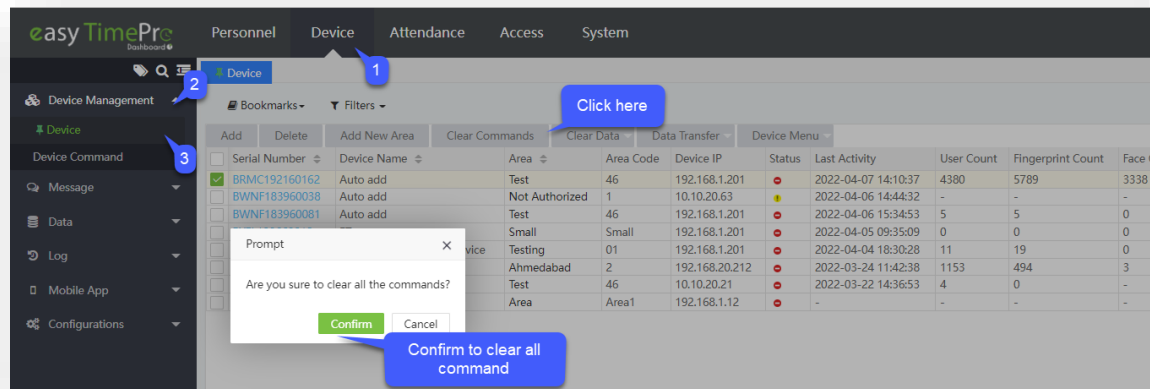 easy TimePro
Dashboard
Personnel Device Attendance Access System
1
Device
2
Device Management
Bookmarks Filters
Click here
Device
Add Delete Add New Area Clear Commands Clear Data Data Transfer Device Menu
Device Command
3
Serial Number Device Name Area Area Code Device IP Status Last Activity User Count Fingerprint Count Face
BRMC192160162 Auto add Test 46 192.168.1.201 2022-04-07 14:10:37 4380 5789 3338
Message
BWNF183960038 Auto add Not Authorized 1 10.10.20.63 2022-04-06 14:44:32 - - -
BWNF183960081 Auto add Test 46 192.168.1.201 2022-04-06 15:34:53 5 5 0
Data
Small Small 192.168.1.201 2022-04-05 09:35:09 0 0 0
Prompt
vice Testing 01 192.168.1.201 2022-04-04 18:30:28 11 19 0
Log
Ahmedabad 2 192.168.20.212 2022-03-24 11:42:38 1153 494 3
Are you sure to clear all the commands?
Test 46 10.10.20.21 2022-03-22 14:36:53 4 0 -
Mobile App
Area Area1 192.168.1.12 - - - -
Configurations
Confirm Cancel
Confirm to clear all
command